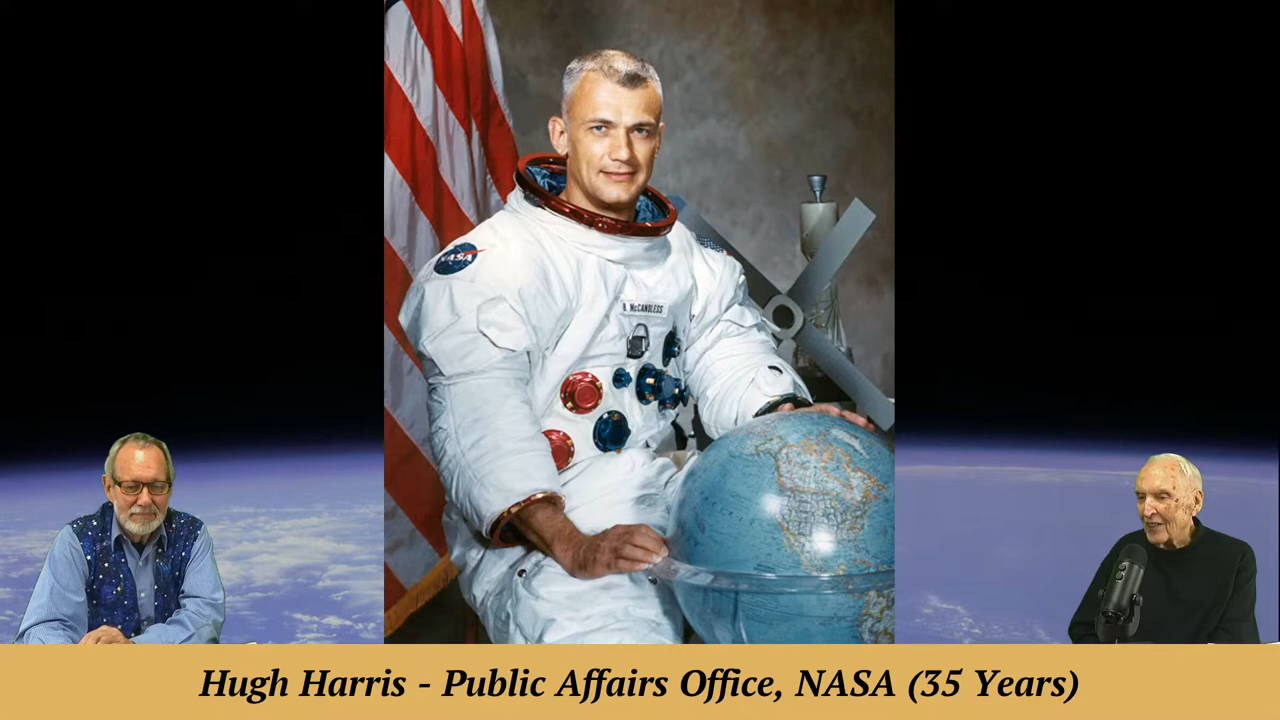 NASA
B. McCANDLESS
Hugh Harris - Public Affairs Office, NASA (35 Years)